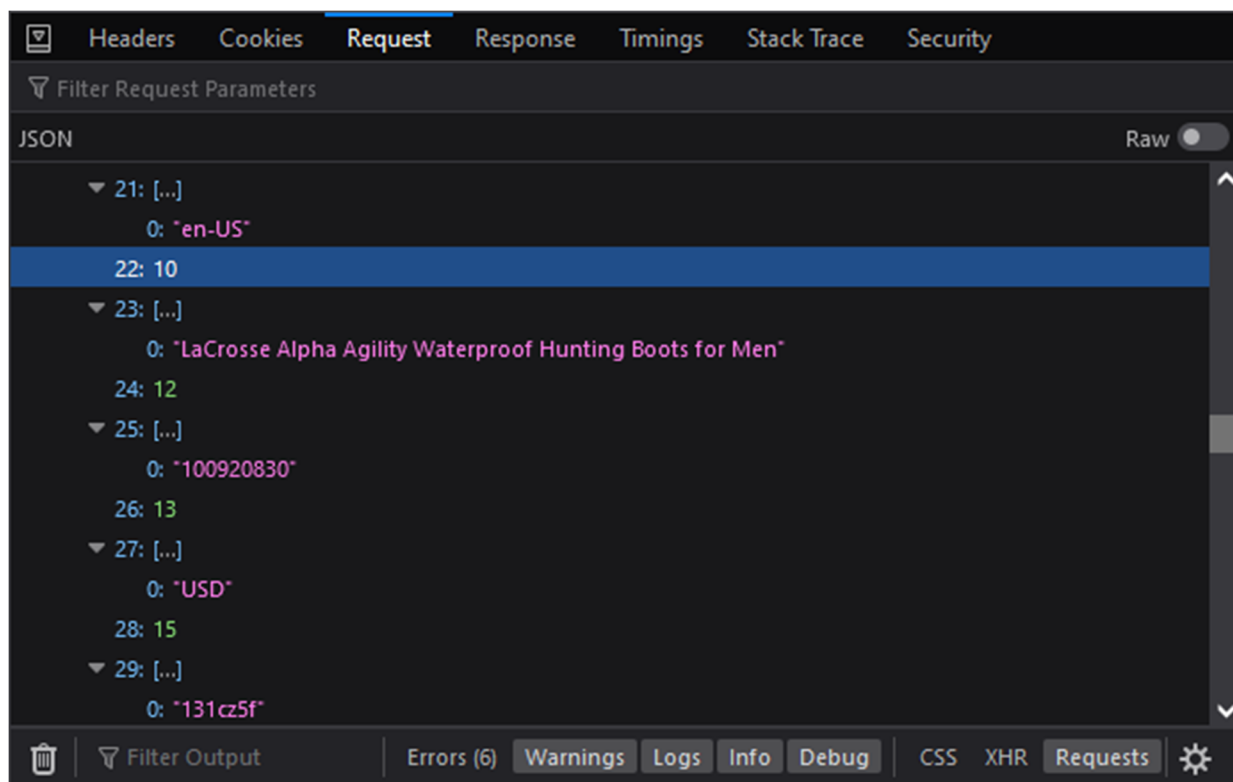 Headers Cookies Request Response Timings Stack Trace Security
Filter Request Parameters
JSON Raw
21: [...]
0: "en-US"
22: 10
23: [...]
0: "LaCrosse Alpha Agility Waterproof Hunting Boots for Men"
24: 12
25: [...]
0: "100920830"
26: 13
27: [...]
0: "USD"
28: 15
29: [...]
0: "131cz5f"
Filter Output Errors (6) Warnings Logs Info Debug CSS XHR Requests